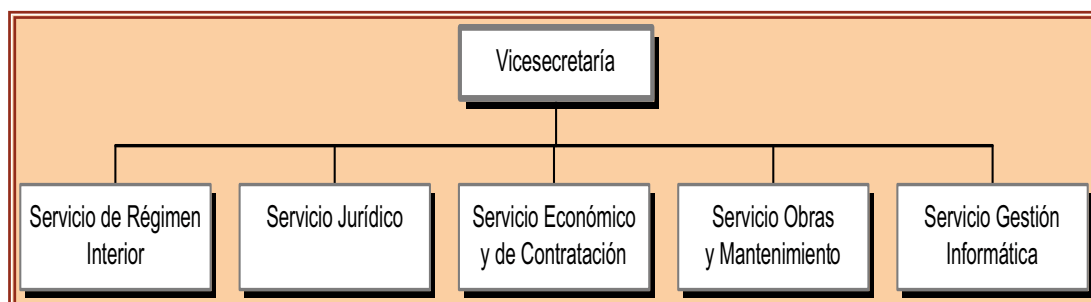 Vicesecretaría
Servicio de Régimen
Interior
Servicio Jurídico
Servicio Económico
y de Contratación
Servicio Obras
y Mantenimiento
Servicio Gestión
Informática